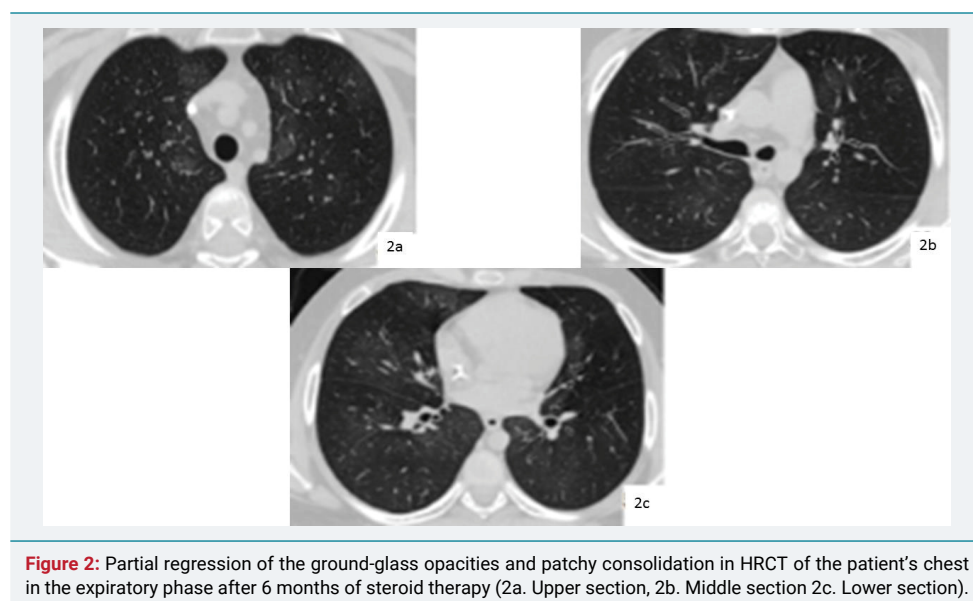 2a
2b
2c
Figure 2: Partial regression of the ground-glass opacities and patchy consolidation in HRCT of the patient's chest
in the expiratory phase after 6 months of steroid therapy (2a. Upper section, 2b. Middle section 2c. Lower section).